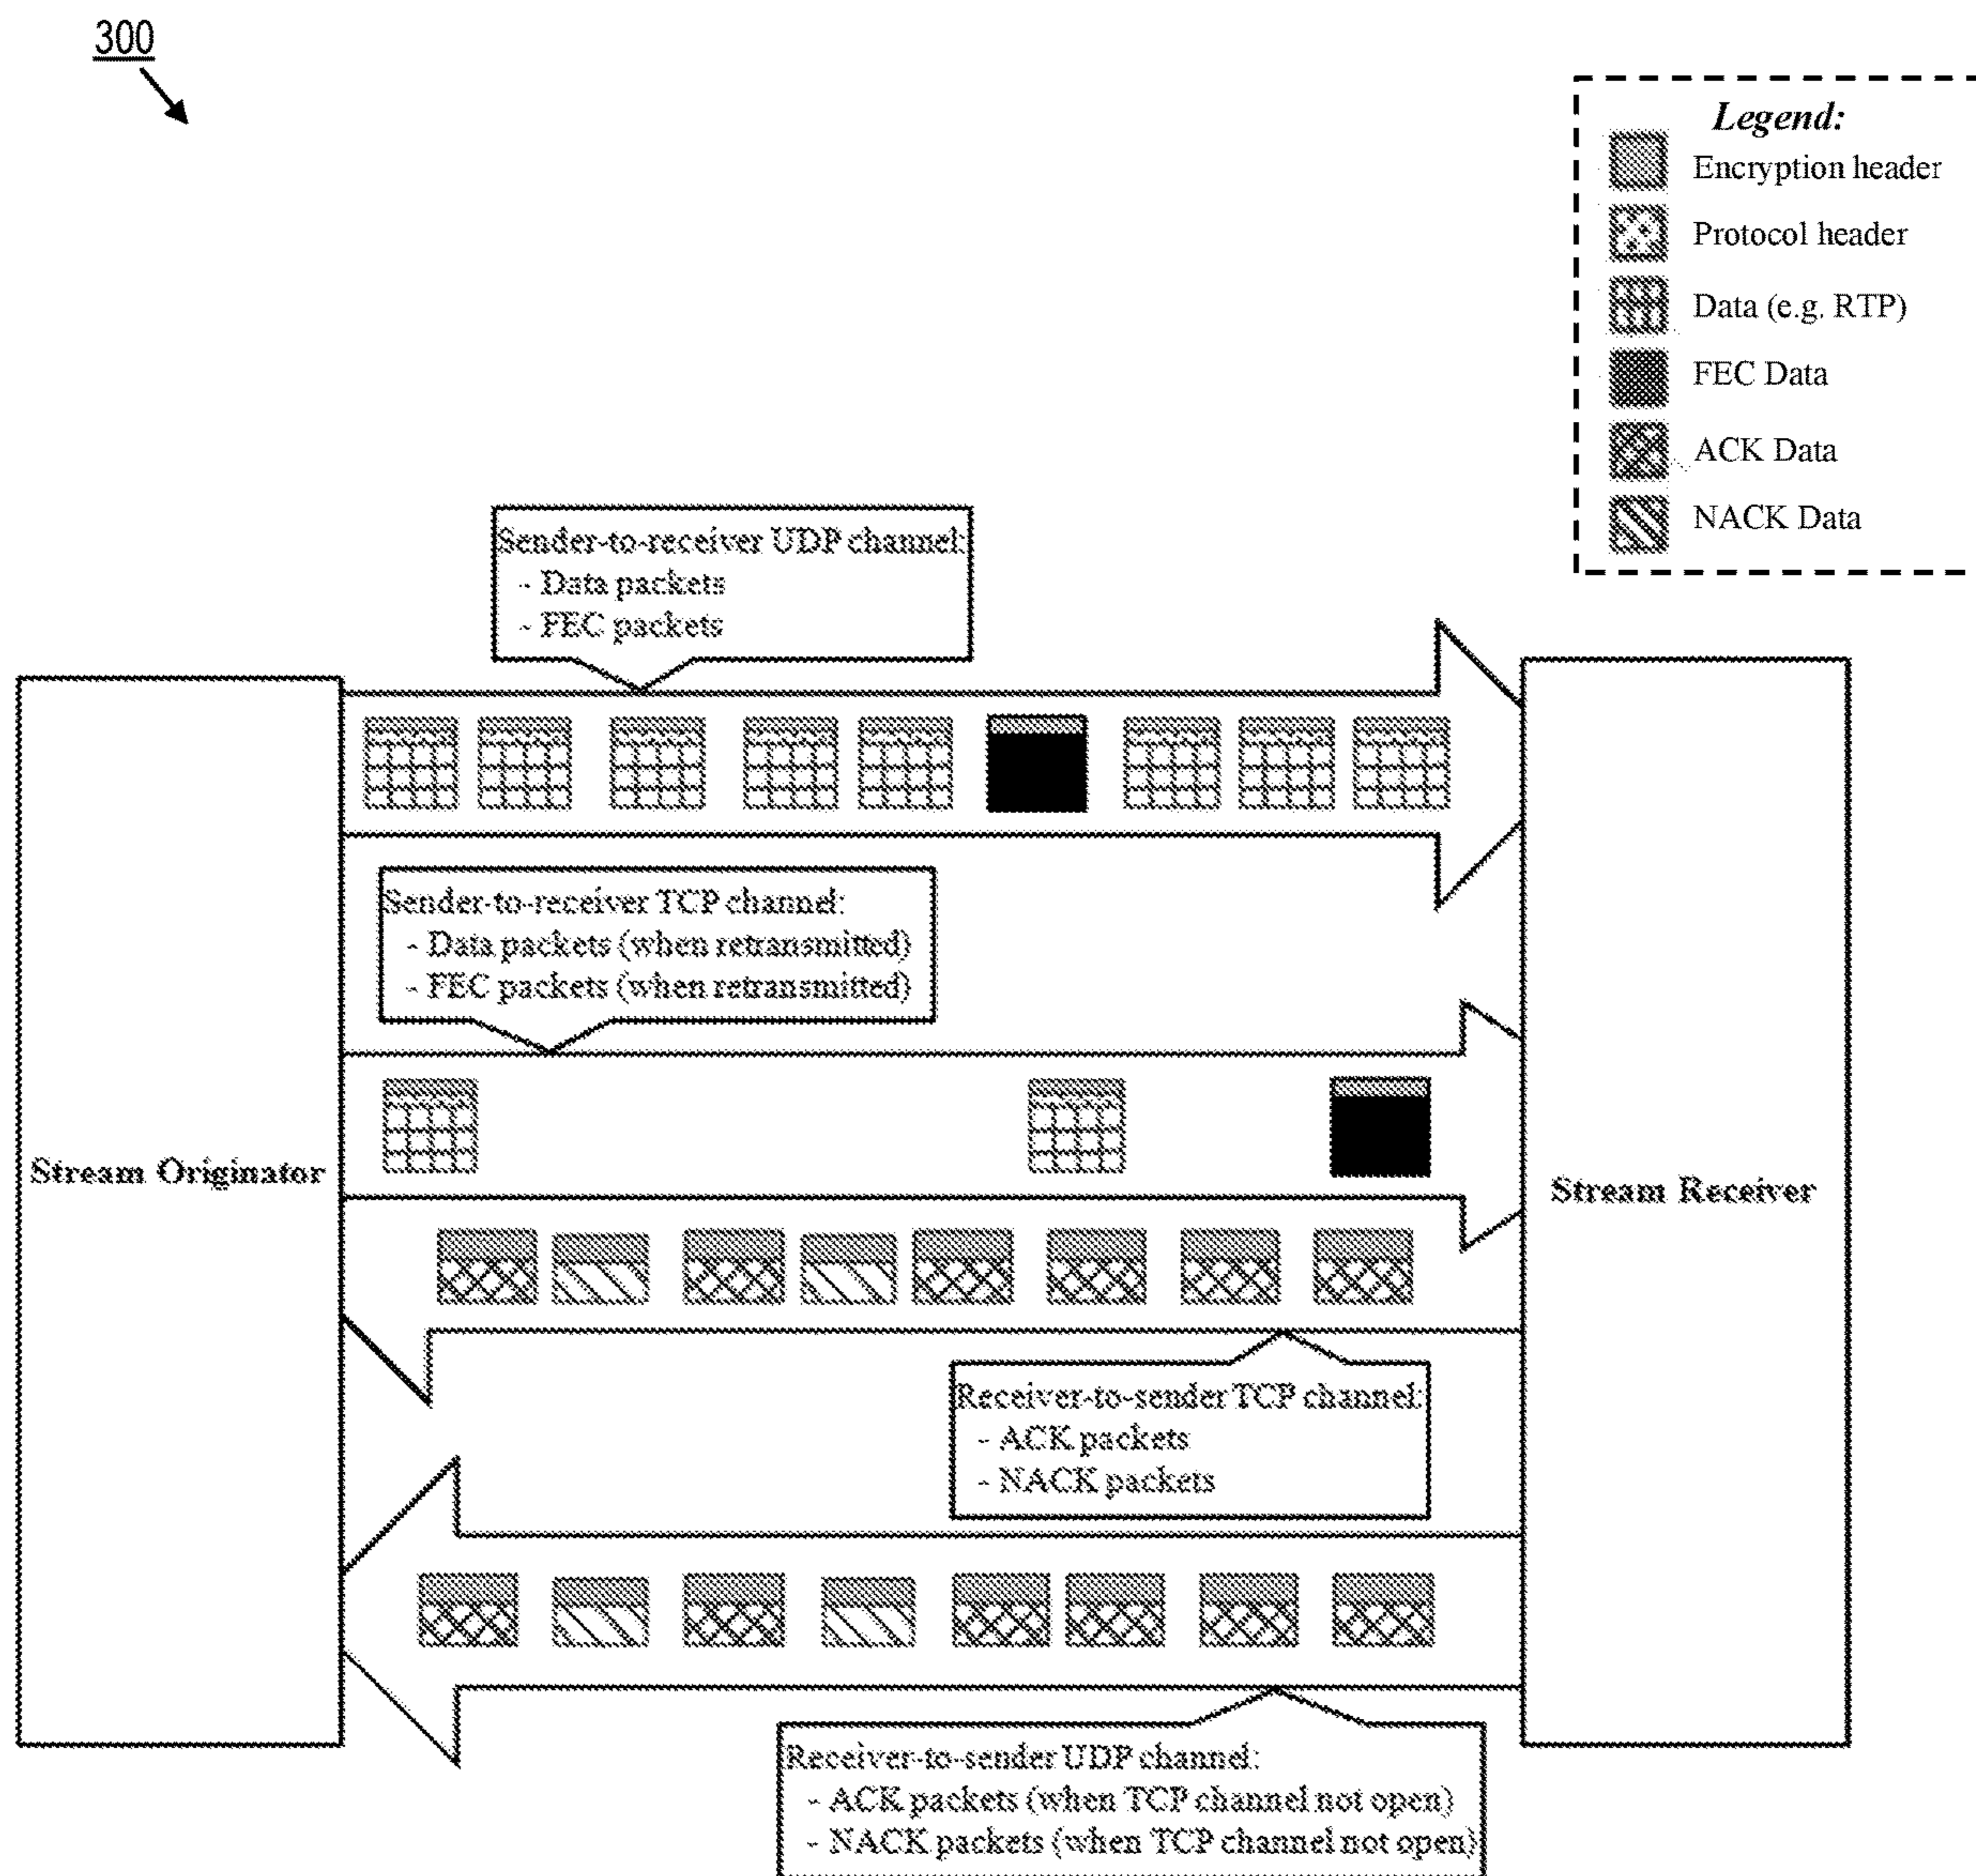 300
Legend:
Encryption header
Protocol header
Data (e.g. RTP)
FEC Data
ACK Data
NACK Data
Sender-to-receiver UDP channel:
- Data packets
- FEC packets
Sender-to-receiver TCP channel:
- Data packets (when retransmitted)
- FEC packets (when retransmitted)
Stream Originator
Stream Receiver
Receiver-to-sender TCP channel:
- ACK packets
- NACK packets
Receiver-to-sender UDP channel:
- ACK packets (when TCP channel not open)
- NACK packets (when TCP channel not open)